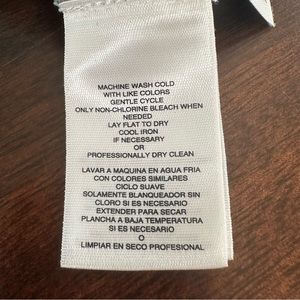 MACHINE WASH COLD
WITH LIKE COLORS
GENTLE CYCLE
ONLY NON-CHLORINE BLEACH WHEN
NEEDED
LAY FLAT TO DRY
COOL IRON
IF NECESSARY
OR
PROFESSIONALLY DRY CLEAN
LAVAR A MAQUINA EN AGUA FRIA
CON COLORES SIMILARES
CICLO SUAVE
SOLAMENTE BLANQUEADOR SIN
CLORO SI ES NECESARIO
EXTENDER PARA SECAR
PLANCHA A BAJA TEMPERATURA
SI ES NECESARIO
O
LIMPIAR EN SECO PROFESIONAL